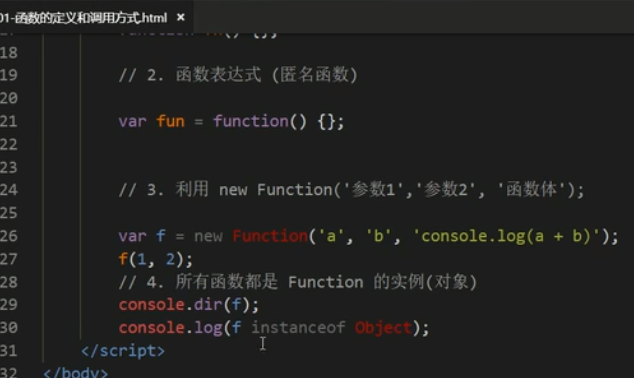 01-函数的定义和调用方式.html ×
function fn() {};
18
19 // 2. 函数表达式 (匿名函数)
20
21 var fun = function() {};
22
23
24 // 3. 利用 new Function('参数1','参数2', '函数体');
25
26 var f = new Function('a', 'b', 'console.log(a + b)');
27 f(1, 2);
28 // 4. 所有函数都是 Function 的实例(对象)
29 console.dir(f);
30 console.log(f instanceof Object);
31 </script>
32 </body>